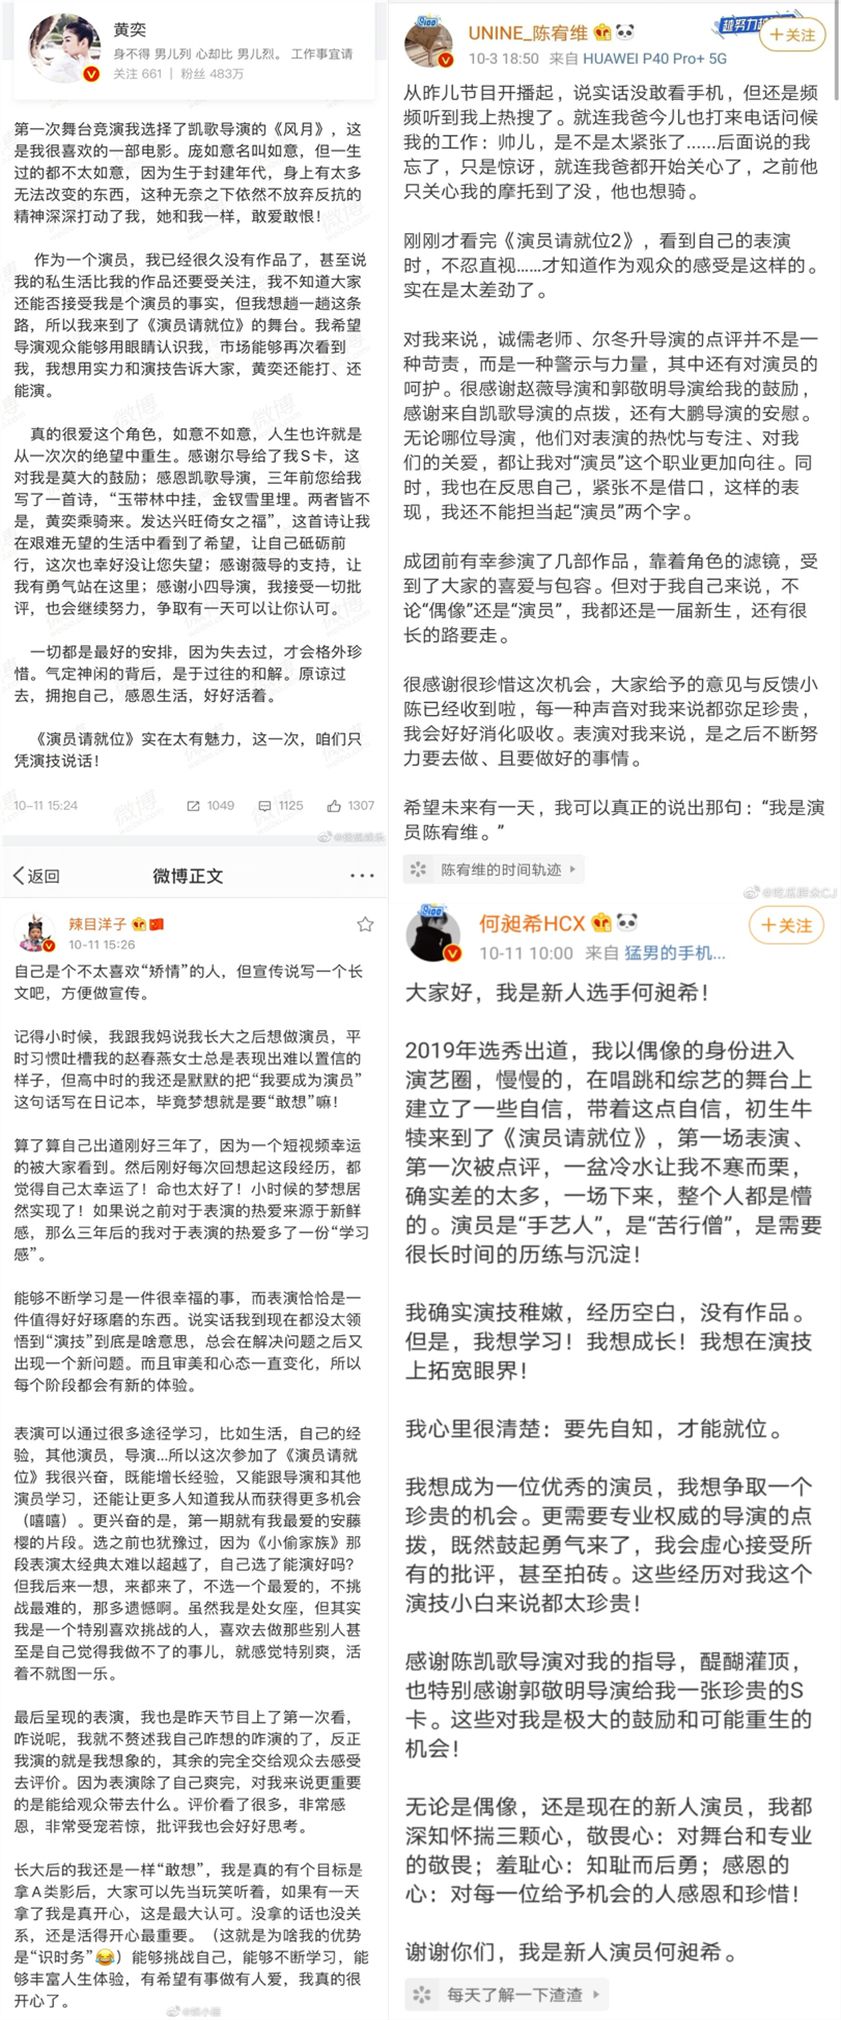 黄奕
身不得 男儿列 心却比 男儿烈。 工作事宜请
关注 661 | 粉丝 483万
第一次舞台竞演我选择了凯歌导演的《风月》，这
是我很喜欢的一部电影。庞如意名叫如意，但一生
过的都不太如意，因为生于封建年代，身上有太多
无法改变的东西，这种无奈之下依然不放弃反抗的
精神深深打动了我，她和我一样，敢爱敢恨！
作为一个演员，我已经很久没有作品了，甚至说
我的私生活比我的作品还要受关注，我不知道大家
还能否接受我是个演员的事实，但我想趟一趟这条
路，所以我来到了《演员请就位》的舞台。我希望
导演观众能够用眼睛认识我，市场能够再次看到
我，我想用实力和演技告诉大家，黄奕还能打、还
能演。
真的很爱这个角色，如意不如意，人生也许就是
从一次次的绝望中重生。感谢尔导给了我S卡，这
对我是莫大的鼓励；感恩凯歌导演，三年前您给我
写了一首诗，“玉带林中挂，金钗雪里埋。两者皆不
是，黄奕乘骑来。发达兴旺倚女之福”，这首诗让我
在艰难无望的生活中看到了希望，让自己砥砺前
行，这次也幸好没让您失望；感谢薇导的支持，让
我有勇气站在这里；感谢小四导演，我接受一切批
评，也会继续努力，争取有一天可以让你认可。
一切都是最好的安排，因为失去过，才会格外珍
惜。气定神闲的背后，是于过往的和解。原谅过
去，拥抱自己，感恩生活，好好活着。
《演员请就位》实在太有魅力，这一次，咱们只
凭演技说话！
10-11 15:24 1049 1125 1307
返回 微博正文
辣目洋子
10-11 15:26
自己是个不太喜欢“矫情”的人，但宣传说写一个长
文吧，方便做宣传。
记得小时候，我跟我妈说我长大之后想做演员，平
时习惯吐槽我的赵春燕女士总是表现出难以置信的
样子，但高中时的我还是默默的把“我要成为演员”
这句话写在日记本，毕竟梦想就是要“敢想”嘛！
算了算自己出道刚好三年了，因为一个短视频幸运
的被大家看到。然后刚好每次回想起这段经历，都
觉得自己太幸运了！命也太好了！小时候的梦想居
然实现了！如果说之前对于表演的热爱来源于新鲜
感，那么三年后的我对于表演的热爱多了一份“学习
感”。
能够不断学习是一件很幸福的事，而表演恰恰是一
件值得好好琢磨的东西。说实话我到现在都没太领
悟到“演技”到底是啥意思，总会在解决问题之后又
出现一个新问题。而且审美和心态一直变化，所以
每个阶段都会有新的体验。
表演可以通过很多途径学习，比如生活，自己的经
验，其他演员，导演...所以这次参加了《演员请就
位》我很兴奋，既能增长经验，又能跟导演和其他
演员学习，还能让更多人知道我从而获得更多机会
（嘻嘻）。更兴奋的是，第一期就有我最爱的安藤
樱的片段。选之前也犹豫过，因为《小偷家族》那
段表演太经典太难以超越了，自己选了能演好吗？
但我后来一想，来都来了，不选一个最爱的，不挑
战最难的，那多遗憾啊。虽然我是处女座，但其实
我是一个特别喜欢挑战的人，喜欢去做那些别人甚
至是自己觉得我做不了的事儿，就感觉特别爽，活
着不就图一乐。
最后呈现的表演，我也是昨天节目上了第一次看，
咋说呢，我就不赘述我自己咋想的咋演的了，反正
我演的就是我想象的，其余的完全交给观众去感受
去评价。因为表演除了自己爽完，对我来说更重要
的是能给观众带去什么。评价看了很多，非常感
恩，非常受宠若惊，批评我也会好好思考。
长大后的我还是一样“敢想”，我是真的有个目标是
拿A类影后，大家可以先当玩笑听着，如果有一天
拿了我是真开心，这是最大认可。没拿的话也没关
系，还是活得开心最重要。（这就是为啥我的优势
是“识时务”😂）能够挑战自己，能够不断学习，能
够丰富人生体验，有希望有事做有人爱，我真的很
开心了。
UNINE_陈宥维
+关注
10-3 18:50 来自 HUAWEI P40 Pro+ 5G
从昨儿节目开播起，说实话没敢看手机，但还是频
频听到我上热搜了。就连我爸今儿也打来电话问候
我的工作：帅儿，是不是太紧张了......后面说的我
忘了，只是惊讶，就连我爸都开始关心了，之前他
只关心我的摩托到了没，他也想骑。
刚刚才看完《演员请就位2》，看到自己的表演
时，不忍直视......才知道作为观众的感受是这样的。
实在是太差劲了。
对我来说，诚儒老师、尔冬升导演的点评并不是一
种苛责，而是一种警示与力量，其中还有对演员的
呵护。很感谢赵薇导演和郭敬明导演给我的鼓励，
感谢来自凯歌导演的点拨，还有大鹏导演的安慰。
无论哪位导演，他们对表演的热忱与专注、对我
们的关爱，都让我对“演员”这个职业更加向往。同
时，我也在反思自己，紧张不是借口，这样的表
现，我还不能担当起“演员”两个字。
成团前有幸参演了几部作品，靠着角色的滤镜，受
到了大家的喜爱与包容。但对于我自己来说，不
论“偶像”还是“演员”，我都还是一届新生，还有很
长的路要走。
很感谢很珍惜这次机会，大家给予的意见与反馈小
陈已经收到啦，每一种声音对我来说都弥足珍贵，
我会好好消化吸收。表演对我来说，是之后不断努
力要去做、且要做好的事情。
希望未来有一天，我可以真正的说出那句：“我是演
员陈宥维。”
陈宥维的时间轨迹
@吃瓜群众CJ
何昶希HCX
+关注
10-11 10:00 来自 猛男的手机...
大家好，我是新人选手何昶希！
2019年选秀出道，我以偶像的身份进入
演艺圈，慢慢的，在唱跳和综艺的舞台上
建立了一些自信，带着这点自信，初生牛
犊来到了《演员请就位》，第一场表演、
第一次被点评，一盆冷水让我不寒而栗，
确实差的太多，一场下来，整个人都是懵
的。演员是“手艺人”，是“苦行僧”，是需要
很长时间的历练与沉淀！
我确实演技稚嫩，经历空白，没有作品。
但是，我想学习！我想成长！我想在演技
上拓宽眼界！
我心里很清楚：要先自知，才能就位。
我想成为一位优秀的演员，我想争取一个
珍贵的机会。更需要专业权威的导演的点
拨，既然鼓起勇气来了，我会虚心接受所
有的批评，甚至拍砖。这些经历对我这个
演技小白来说都太珍贵！
感谢陈凯歌导演对我的指导，醍醐灌顶，
也特别感谢郭敬明导演给我一张珍贵的S
卡。这些对我是极大的鼓励和可能重生的
机会！
无论是偶像，还是现在的新人演员，我都
深知怀揣三颗心，敬畏心：对舞台和专业
的敬畏；羞耻心：知耻而后勇；感恩的
心：对每一位给予机会的人感恩和珍惜！
谢谢你们，我是新人演员何昶希。
每天了解一下渣渣